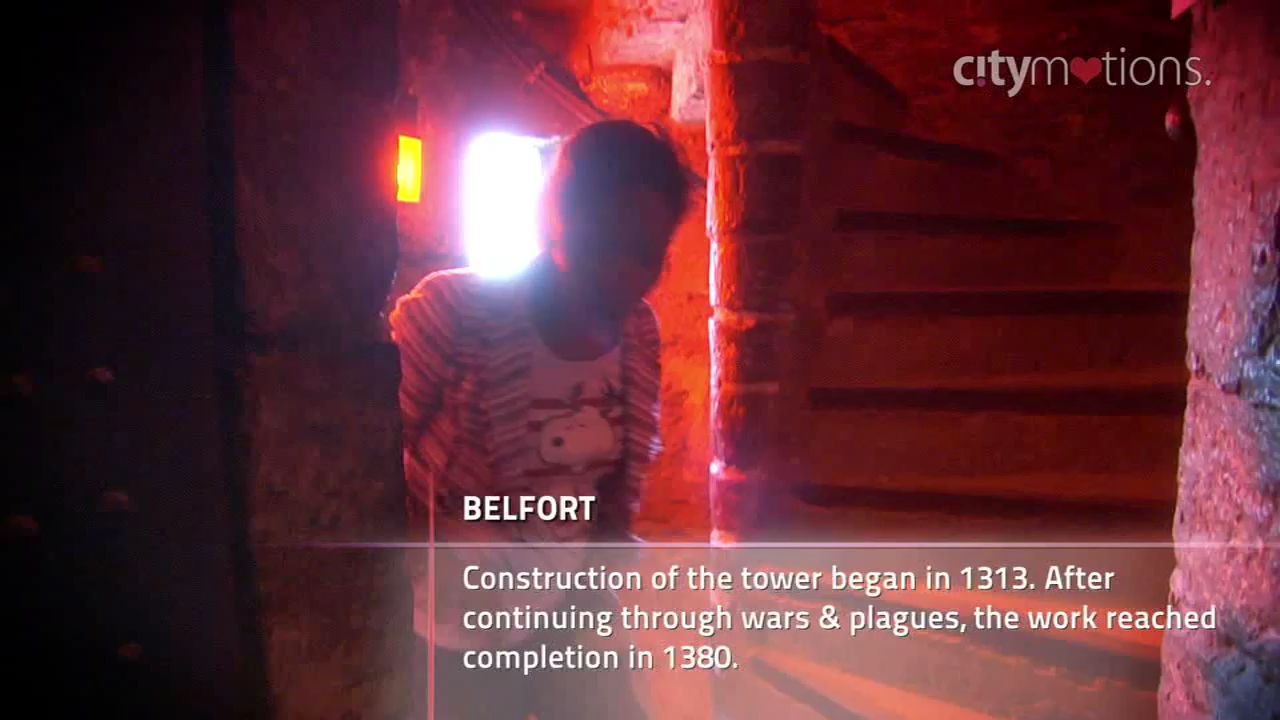 citymotions.
BELFORT
Construction of the tower began in 1313. After
continuing through wars & plagues, the work reached
completion in 1380.